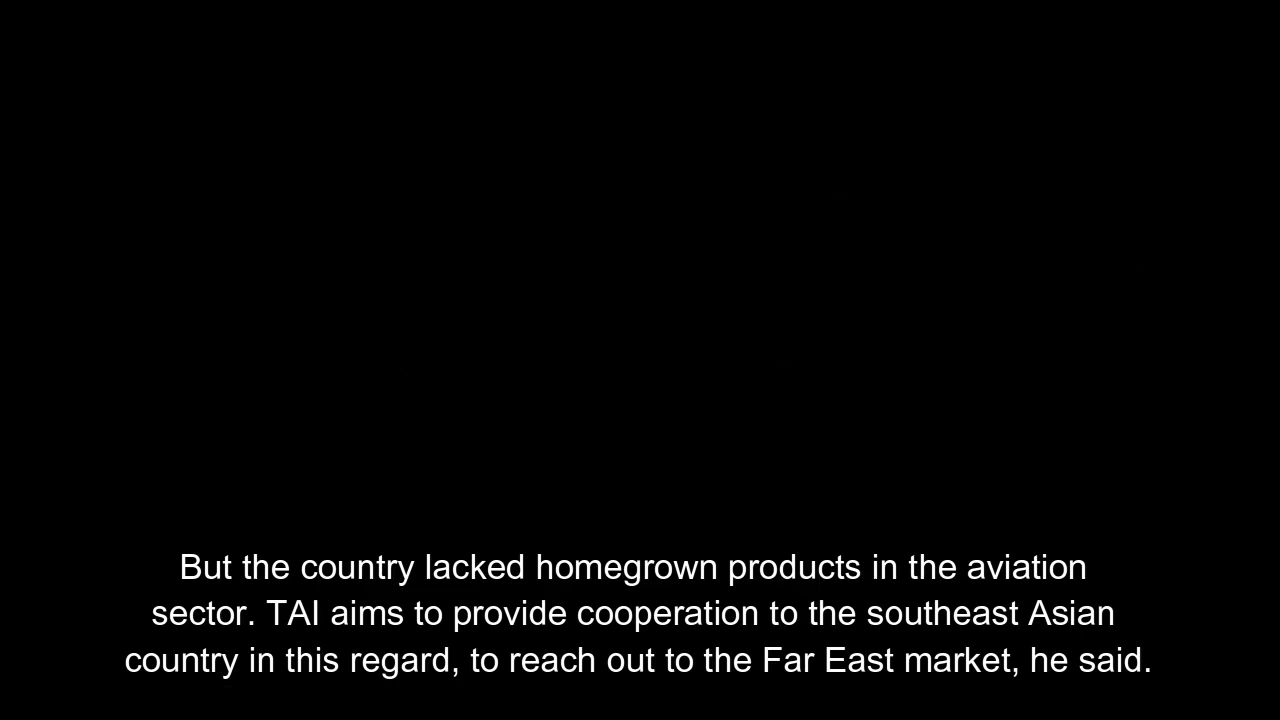 But the country lacked homegrown products in the aviation
sector. TAI aims to provide cooperation to the southeast Asian
country in this regard, to reach out to the Far East market, he said.